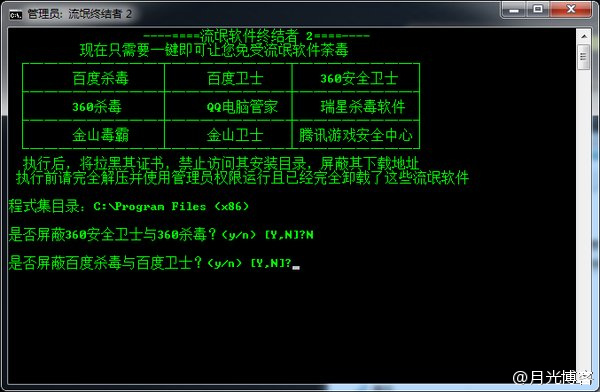 管理员: 流氓终结者 2
----====流氓软件终结者 2====----
现在只需要一键即可让您免受流氓软件荼毒
百度杀毒 百度卫士 360安全卫士
360杀毒 QQ电脑管家 瑞星杀毒软件
金山毒霸 金山卫士 腾讯游戏安全中心
执行后，将拉黑其证书，禁止访问其安装目录，屏蔽其下载地址
执行前请完全解压并使用管理员权限运行且已经完全卸载了这些流氓软件
程式集目录: C:\Program Files (x86)
是否屏蔽360安全卫士与360杀毒？(y/n) [Y,N]?N
是否屏蔽百度杀毒与百度卫士？(y/n) [Y,N]?
@月光博客